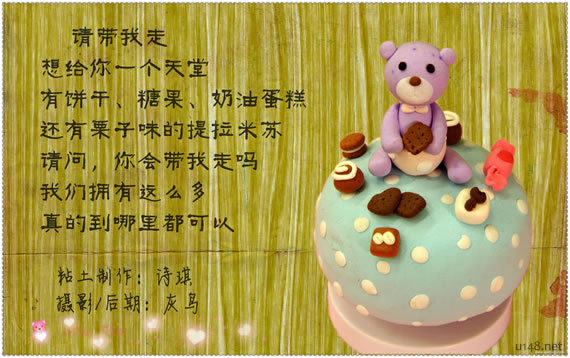 请带我走
想给你一个天堂
有饼干、糖果、奶油蛋糕
还有栗子味的提拉米苏
请问，你会带我走吗
我们拥有这么多
真的到哪里都可以
粘土制作：诗琪
摄影/后期：灰鸟
u148.net